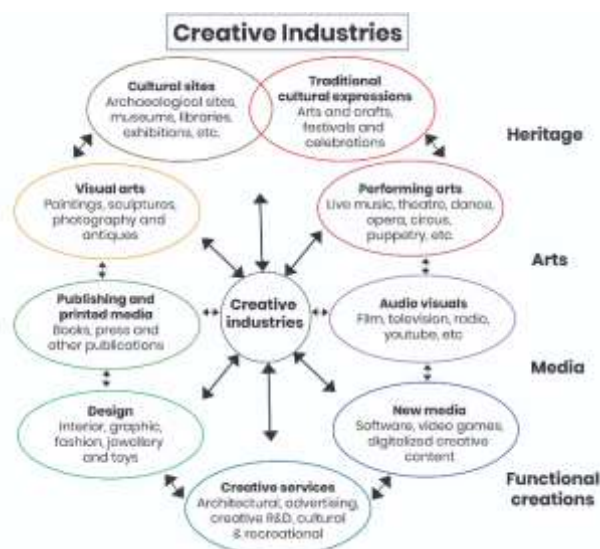 Creative Industries
Cultural sites
Archaeological sites,
museums, libraries,
exhibitions, etc.
Traditional
cultural expressions
Arts and crafts,
festivals and
celebrations
Heritage
Visual arts
Paintings, sculptures,
photography and
antiques
Performing arts
Live music, theatre, dance,
opera, circus,
puppetry, etc.
Arts
Publishing and
printed media
Books, press and
other publications
Creative
industries
Audio visuals
Film, television, radio,
youtube, etc
Media
Design
Interior, graphic,
fashion, jewellery
and toys
New media
Software, video games,
digitalized creative
content
Creative services
Architectural, advertising,
creative R&D, cultural
& recreational
Functional
creations